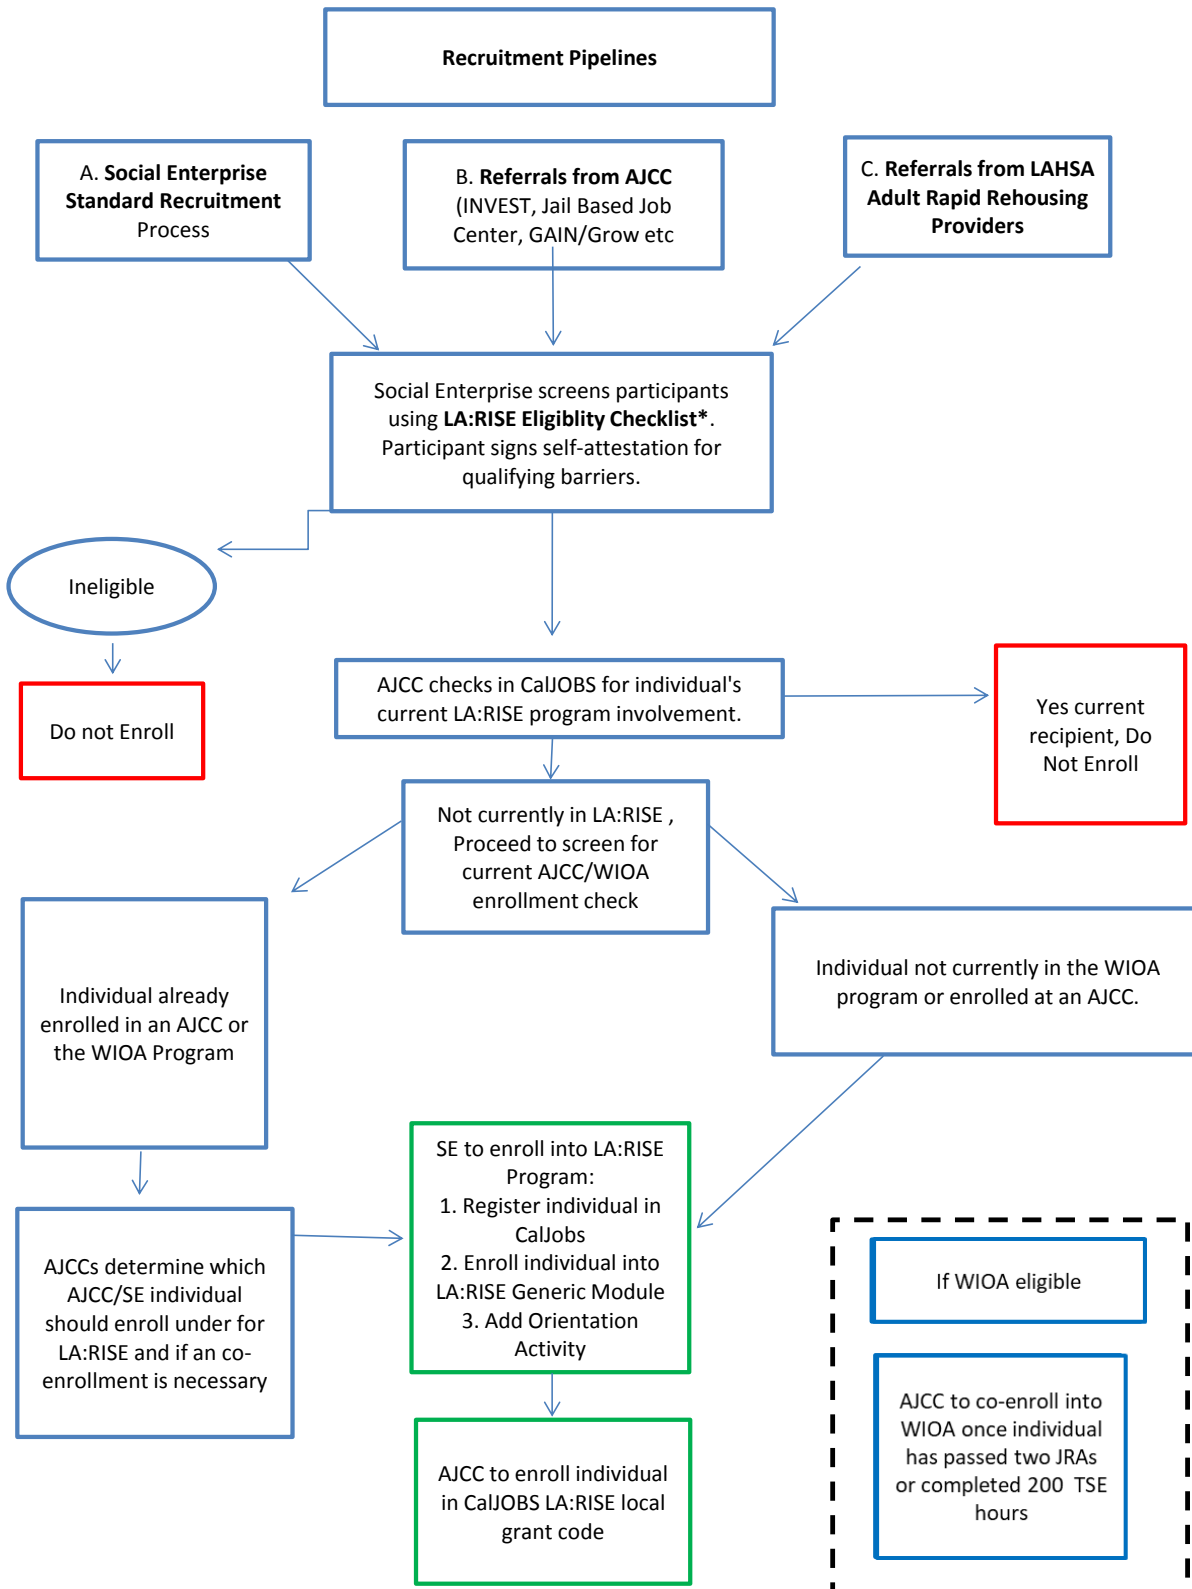 Recruitment Pipelines
A. Social Enterprise
Standard Recruitment
Process
B. Referrals from AJCC
(INVEST, Jail Based Job
Center, GAIN/Grow etc
C. Referrals from LAHSA
Adult Rapid Rehousing
Providers
Social Enterprise screens participants
using LA:RISE Eligiblity Checklist*.
Participant signs self-attestation for
qualifying barriers.
Ineligible
Do not Enroll
AJCC checks in CalJOBS for individual's
current LA:RISE program involvement.
Yes current
recipient, Do
Not Enroll
Not currently in LA:RISE ,
Proceed to screen for
current AJCC/WIOA
enrollment check
Individual already
enrolled in an AJCC or
the WIOA Program
Individual not currently in the WIOA
program or enrolled at an AJCC.
AJCCs determine which
AJCC/SE individual
should enroll under for
LA:RISE and if an co-
enrollment is necessary
SE to enroll into LA:RISE
Program:
1. Register individual in
CalJobs
2. Enroll individual into
LA:RISE Generic Module
3. Add Orientation
Activity
AJCC to enroll individual
in CalJOBS LA:RISE local
grant code
If WIOA eligible
AJCC to co-enroll into
WIOA once individual
has passed two JRAs
or completed 200 TSE
hours